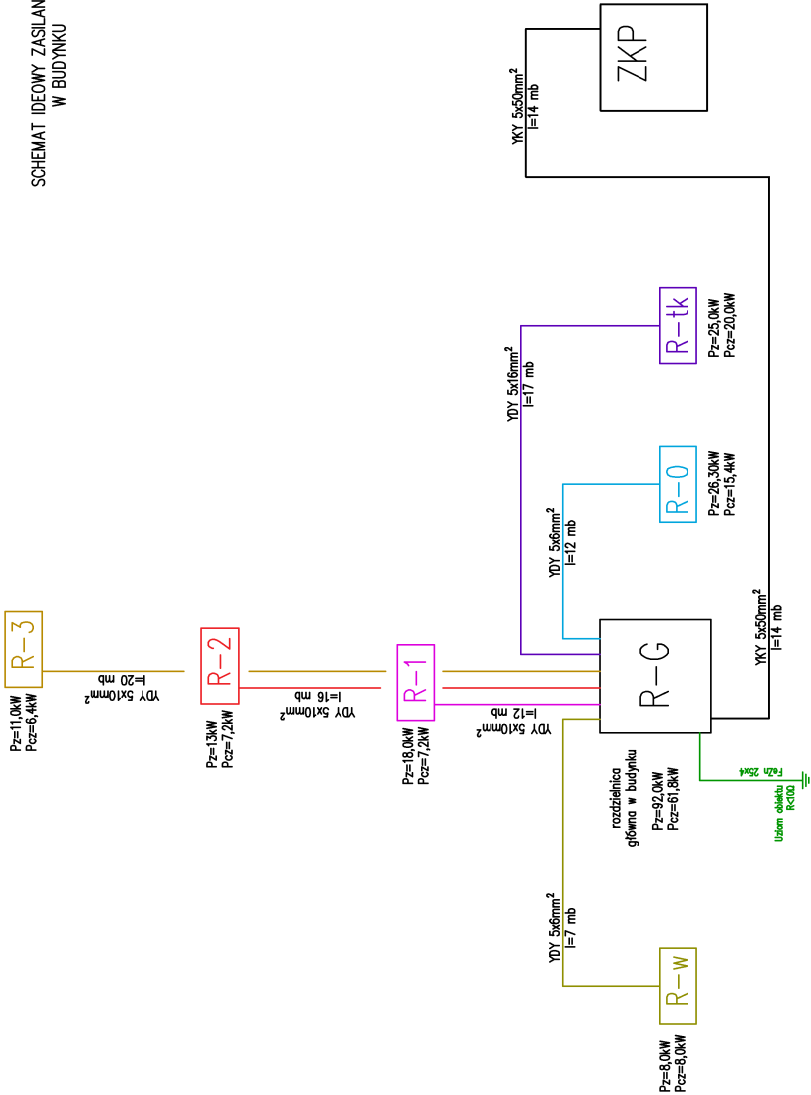 SCHEMAT IDEOWY ZASILAN
W BUDYNKU
ZKP
YKY 5x50mm²
l=14 mb
R-tk
Pz=25,0kW
Pcz=20,0kW
YDY 5x16mm²
l=17 mb
R-0
Pz=26,30kW
Pcz=15,4kW
YDY 5x6mm²
l=12 mb
R-3
Pz=11,0kW
Pcz=6,4kW
YDY 5x10mm²
l=20 mb
R-2
Pz=13kW
Pcz=7,2kW
YDY 5x10mm²
l=16 mb
R-1
Pz=18,0kW
Pcz=7,2kW
YDY 5x10mm²
l=12 mb
R-G
rozdzielnica
główna w budynku
Pz=92,0kW
Pcz=61,8kW
YKY 5x50mm²
l=14 mb
FeZn 25x4
Uziom obiektu
R<10Ω
YDY 5x6mm²
l=7 mb
R-w
Pz=8,0kW
Pcz=8,0kW